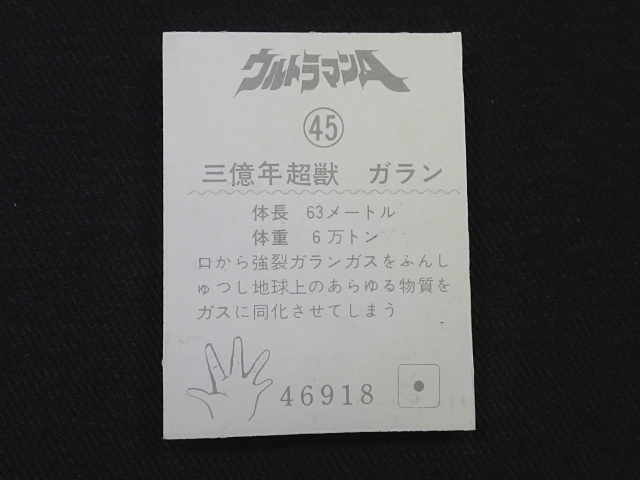 ウルトラマンA
45
三億年超獣 ガラン
体長 63メートル
体重 6万トン
口から強裂ガランガスをふんし
ゅつし地球上のあらゆる物質を
ガスに同化させてしまう
46918